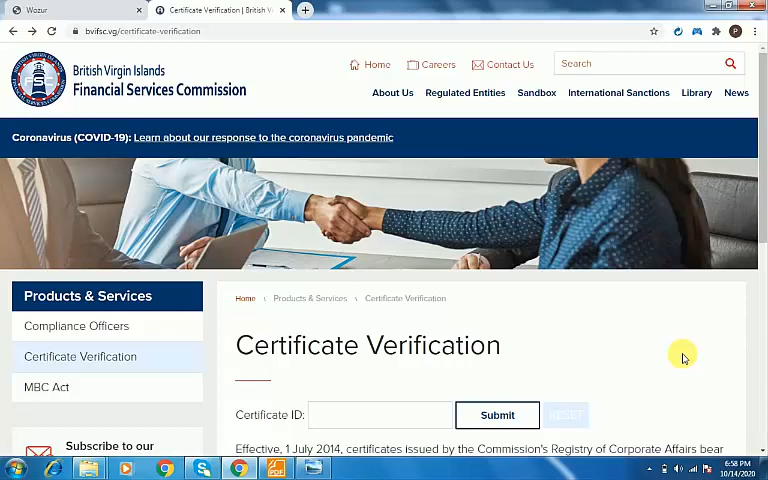 Wozur
Certificate Verification | British V
bvifsc.vg/certificate-verification
P
FSC
British Virgin Islands
Financial Services Commission
Home
Careers
Contact Us
Search
About Us
Regulated Entities
Sandbox
International Sanctions
Library
News
Coronavirus (COVID-19): Learn about our response to the coronavirus pandemic
Products & Services
Compliance Officers
Certificate Verification
MBC Act
Subscribe to our
Home \ Products & Services \ Certificate Verification
Certificate Verification
Certificate ID:
Submit
RESET
Effective, 1 July 2014, certificates issued by the Commission's Registry of Corporate Affairs bear
PDF
6:58 PM
10/14/2020